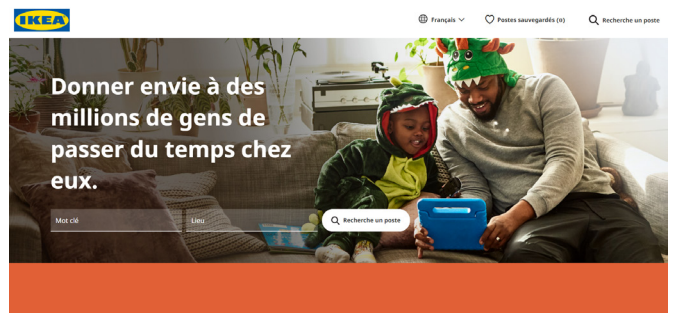 IKEA
Français
Postes sauvegardés (0)
Recherche un poste
Donner envie à des
millions de gens de
passer du temps chez
eux.
Mot clé
Lieu
Recherche un poste